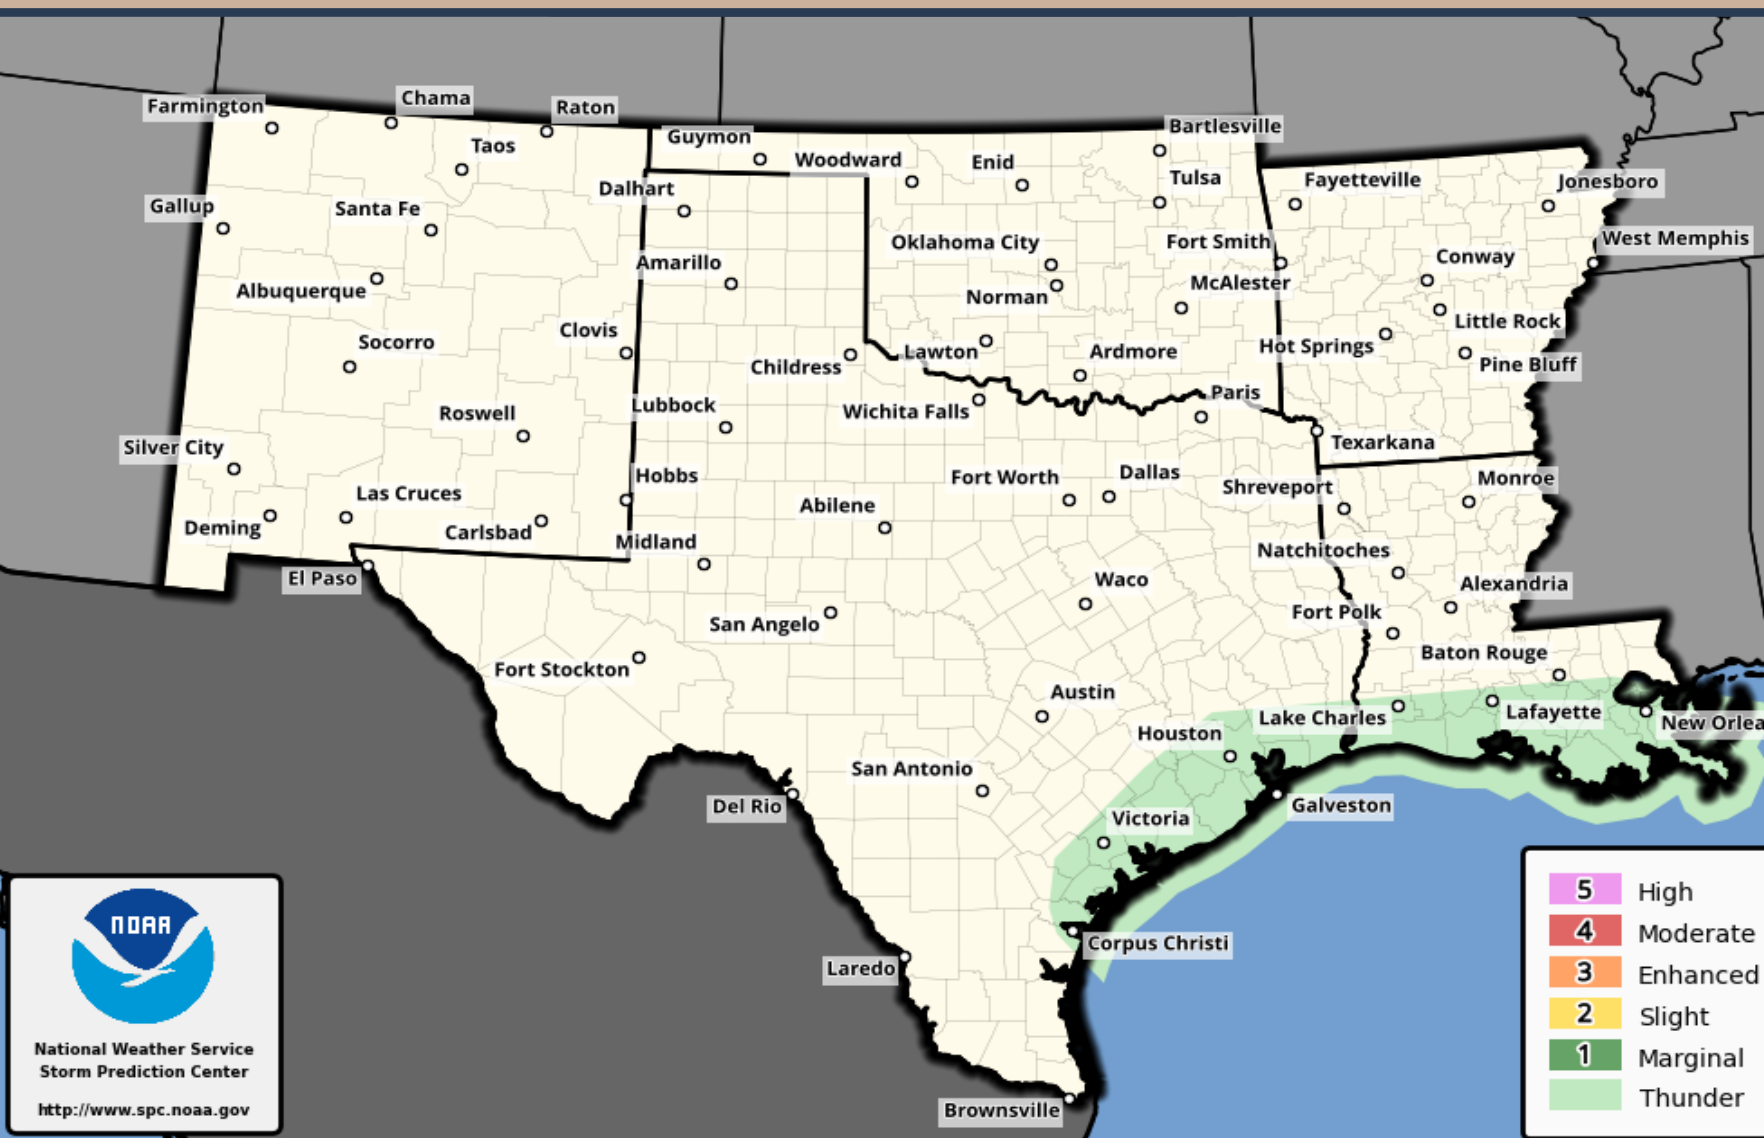 Farmington
Chama
Raton
Taos
Guymon
Woodward
Enid
Bartlesville
Tulsa
Fayetteville
Jonesboro
Gallup
Santa Fe
Dalhart
Oklahoma City
Fort Smith
West Memphis
Conway
Albuquerque
Amarillo
Norman
McAlester
Little Rock
Socorro
Clovis
Childress
Lawton
Ardmore
Hot Springs
Pine Bluff
Roswell
Lubbock
Wichita Falls
Paris
Texarkana
Silver City
Hobbs
Fort Worth
Dallas
Shreveport
Monroe
Las Cruces
Deming
Carlsbad
Midland
Abilene
Natchitoches
El Paso
Waco
Alexandria
San Angelo
Fort Polk
Fort Stockton
Baton Rouge
Austin
Lake Charles
Lafayette
New Orlea
Houston
San Antonio
Del Rio
Victoria
Galveston
Corpus Christi
Laredo
Brownsville
NOAA
National Weather Service
Storm Prediction Center
http://www.spc.noaa.gov
5 High
4 Moderate
3 Enhanced
2 Slight
1 Marginal
Thunder